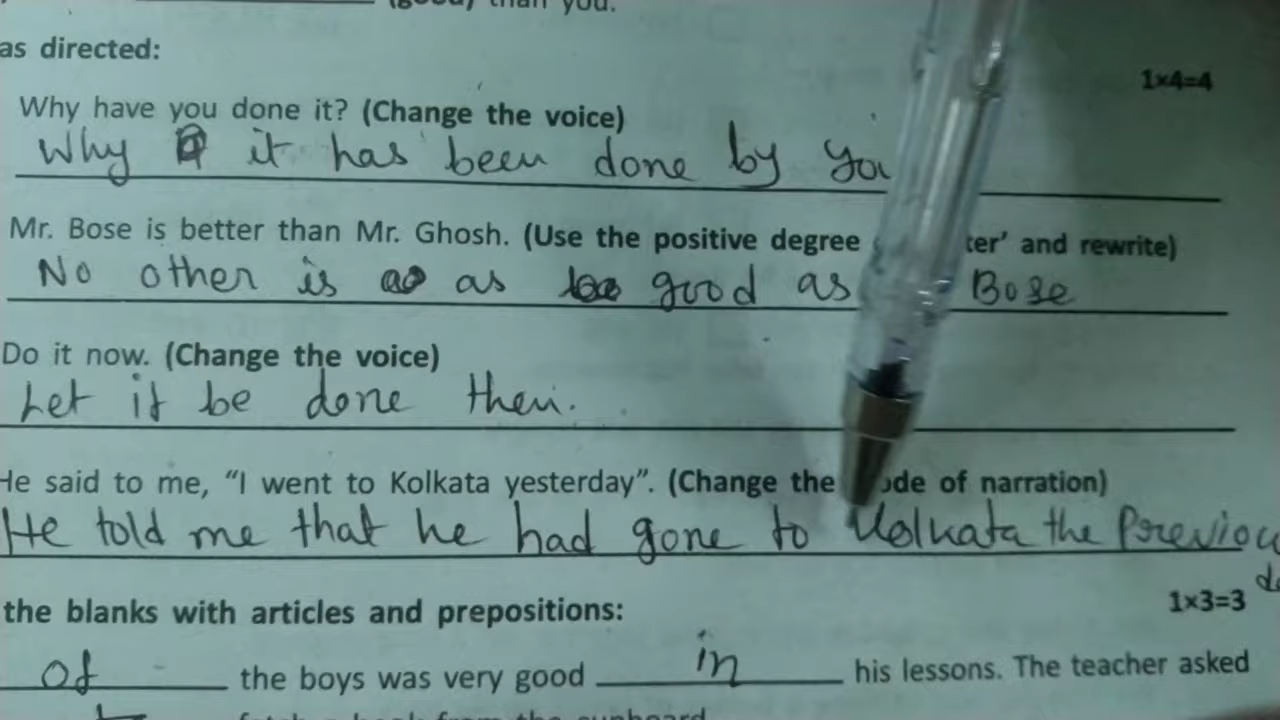 than you.
as directed:
1×4=4
Why have you done it? (Change the voice)
Why it has been done by
Mr. Bose is better than Mr. Ghosh. (Use the positive degree ter’ and rewrite)
No other is as good as Bose
Do it now. (Change the voice)
Let it be done then.
He said to me, “I went to Kolkata yesterday”. (Change the ode of narration)
He told me that he had gone to Kolkata the Previou
the blanks with articles and prepositions:
1×3=3
of the boys was very good in his lessons. The teacher asked